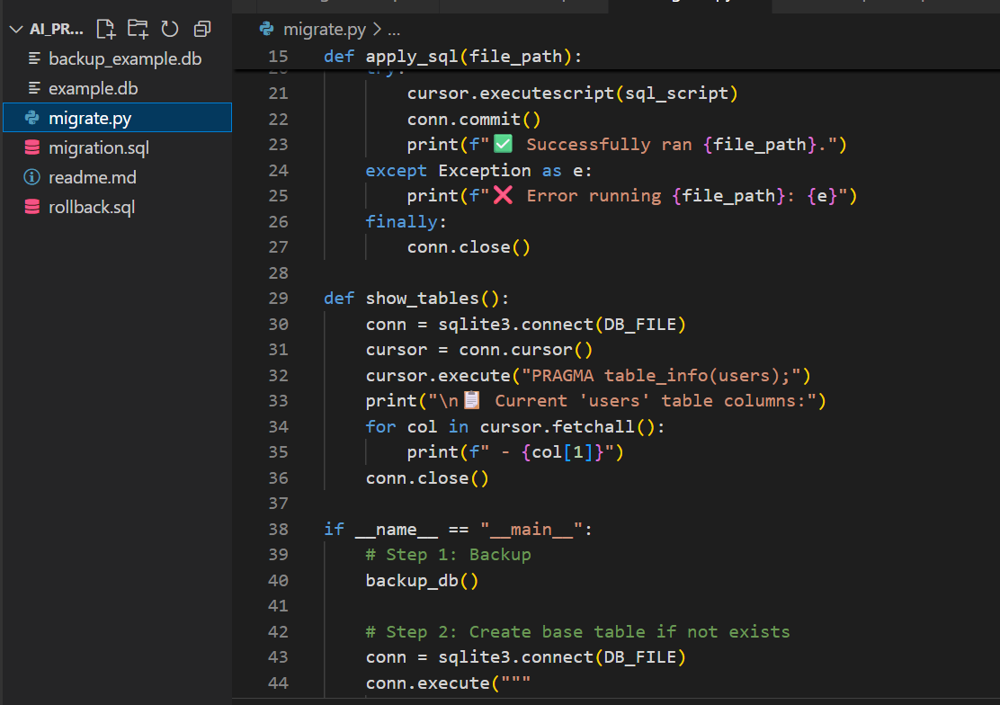 AI_PR...
backup_example.db
example.db
migrate.py
migration.sql
readme.md
rollback.sql
migrate.py > ...
15 def apply_sql(file_path):
21 cursor.executescript(sql_script)
22 conn.commit()
23 print(f"✅ Successfully ran {file_path}.")
24 except Exception as e:
25 print(f"❌ Error running {file_path}: {e}")
26 finally:
27 conn.close()
28
29 def show_tables():
30 conn = sqlite3.connect(DB_FILE)
31 cursor = conn.cursor()
32 cursor.execute("PRAGMA table_info(users);")
33 print("\n📋 Current 'users' table columns:")
34 for col in cursor.fetchall():
35 print(f" - {col[1]}")
36 conn.close()
37
38 if __name__ == "__main__":
39 # Step 1: Backup
40 backup_db()
41
42 # Step 2: Create base table if not exists
43 conn = sqlite3.connect(DB_FILE)
44 conn.execute("""